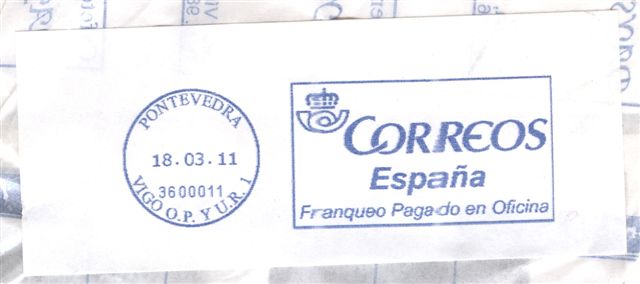 PONTEVEDRA
18.03.11
3600011
VIGO O.P. Y U.R. 1
CORREOS
España
Franqueo Pagado en Oficina